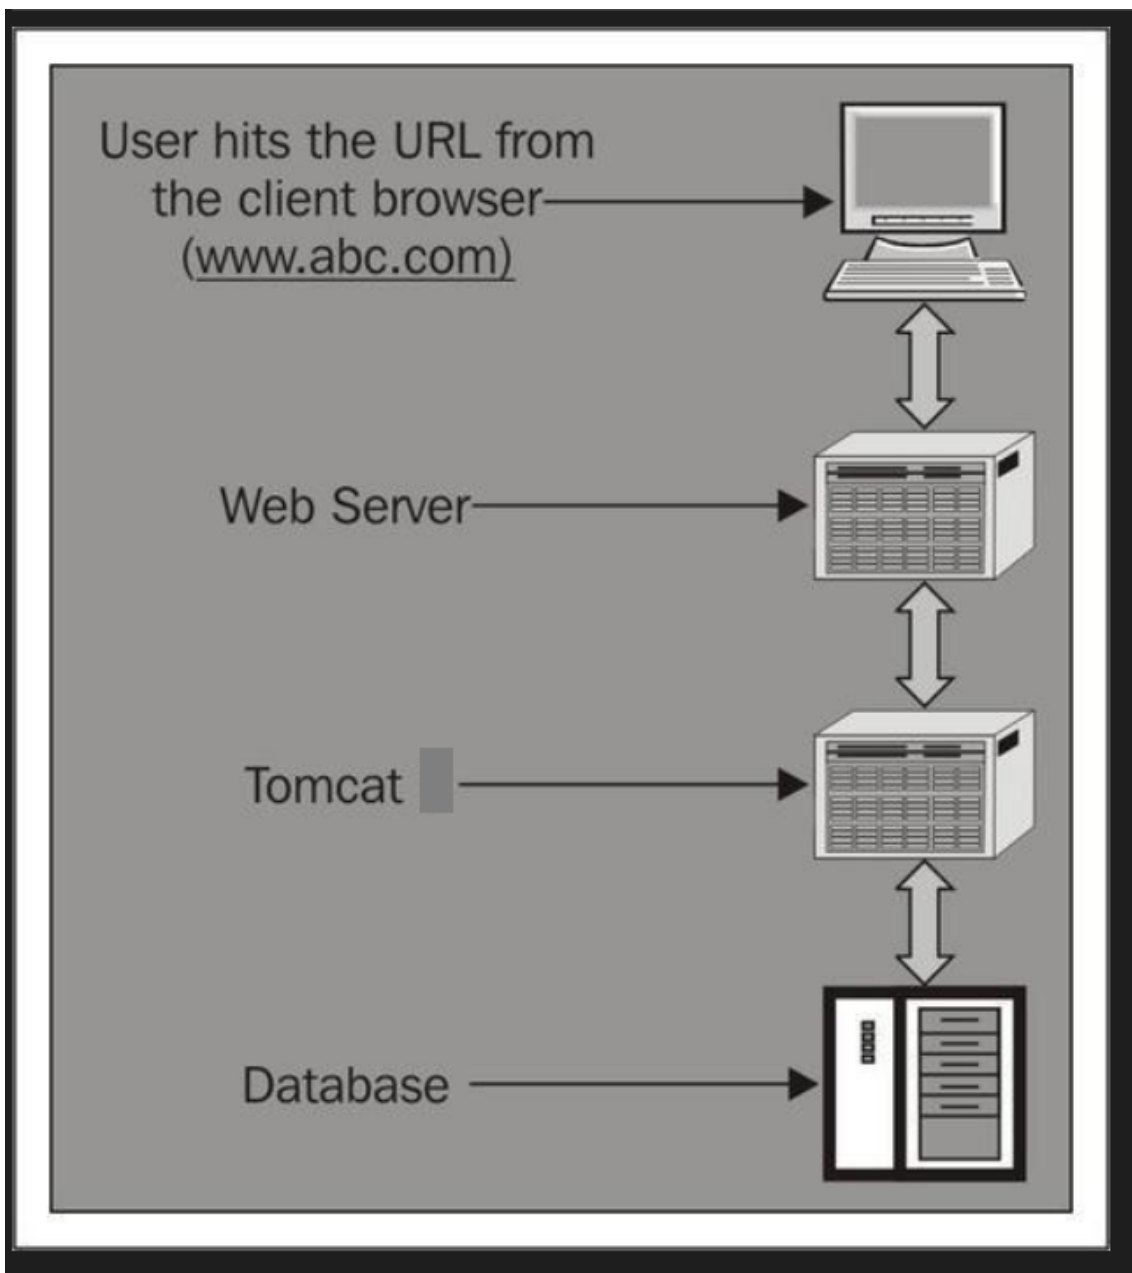 User hits the URL from
the client browser
(www.abc.com)
Web Server
Tomcat
Database